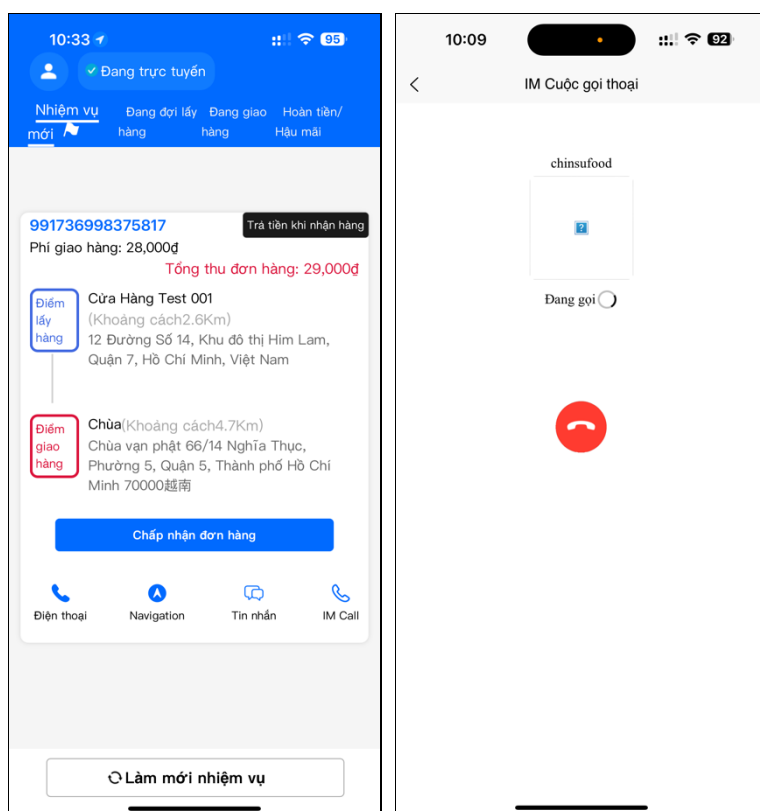 10:33
95
Đang trực tuyến
Nhiệm vụ mới
Đang đợi lấy hàng
Đang giao hàng
Hoàn tiền/ Hậu mãi
991736998375817
Trả tiền khi nhận hàng
Phí giao hàng: 28,000₫
Tổng thu đơn hàng: 29,000₫
Điểm lấy hàng
Cửa Hàng Test 001
(Khoảng cách2.6Km)
12 Đường Số 14, Khu đô thị Him Lam,
Quận 7, Hồ Chí Minh, Việt Nam
Điểm giao hàng
Chùa(Khoảng cách4.7Km)
Chùa vạn phật 66/14 Nghĩa Thục,
Phường 5, Quận 5, Thành phố Hồ Chí
Minh 70000越南
Chấp nhận đơn hàng
Điện thoại
Navigation
Tin nhắn
IM Call
Làm mới nhiệm vụ
10:09
92
IM Cuộc gọi thoại
chinsufood
?
Đang gọi